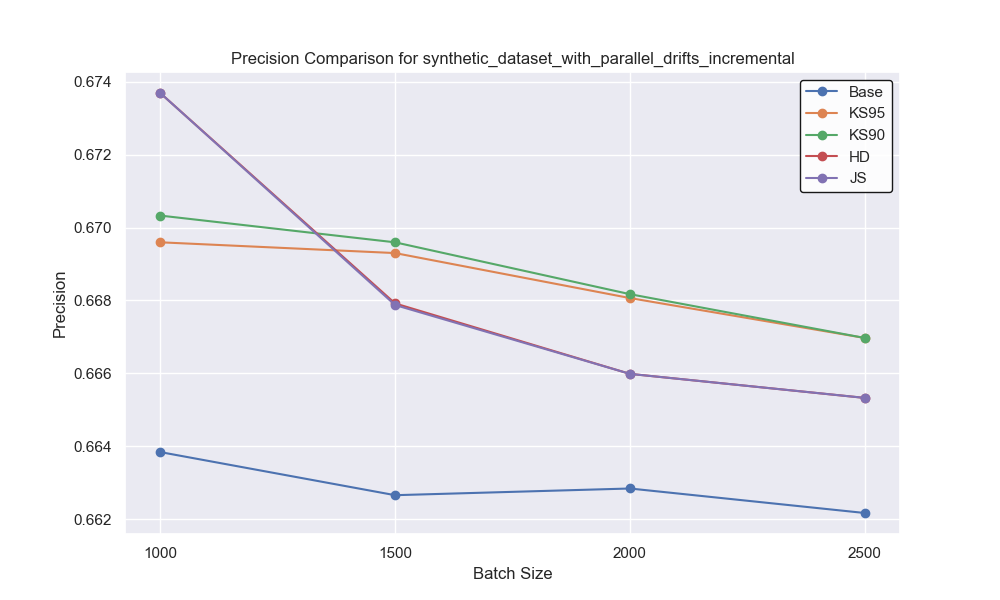 Precision Comparison for synthetic_dataset_with_parallel_drifts_incremental
0.674
0.672
0.670
0.668
0.666
0.664
0.662
Precision
1000
1500
2000
2500
Batch Size
Base
KS95
KS90
HD
JS